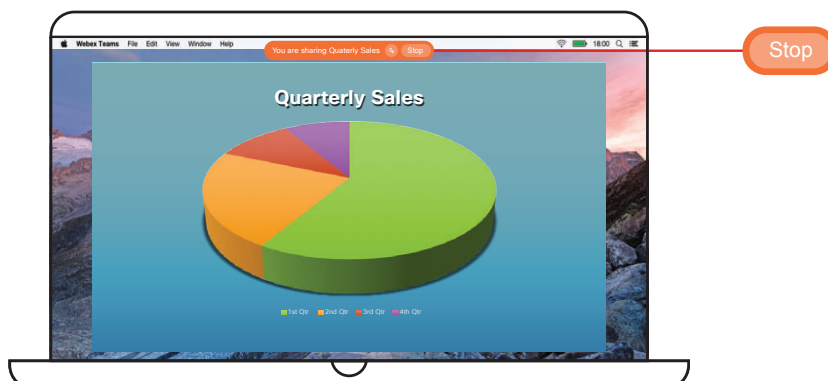 Webex Teams File Edit View Window Help
You are sharing Quaterly Sales Stop
18:00
Stop
Quarterly Sales
1st Qtr 2nd Qtr 3rd Qtr 4th Qtr